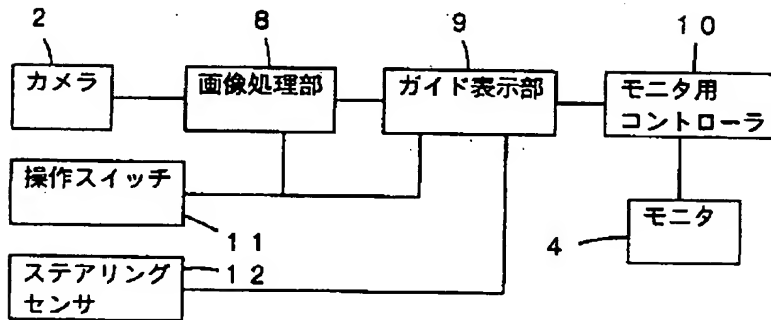 2
8
9
10
カメラ
画像処理部
ガイド表示部
モニタ用
コントローラ
操作スイッチ
11
モニタ
4
ステアリング
センサ
12